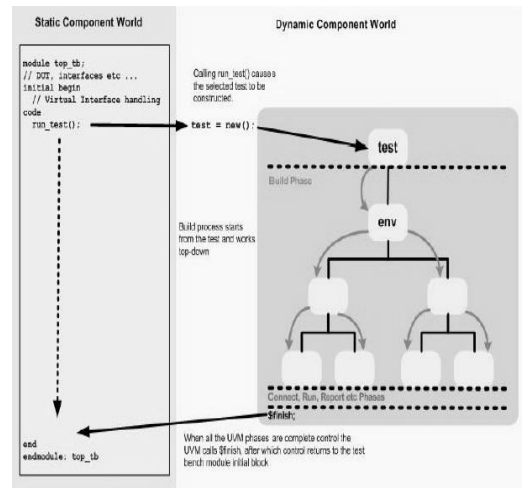 Static Component World
Dynamic Component World
module top_tb;
// DUT, interfaces etc ...
initial begin
// Virtual Interface handling
code
run_test();
end
endmodule: top_tb
Calling run_test() causes
the selected test to be
constructed.
test = new();
Build process starts
from the test and works
top-down
test
Build Phase
env
Connect, Run, Report etc Phases
$finish;
When all the UVM phases are complete control the
UVM calls $finish, after which control returns to the test
bench module initial block